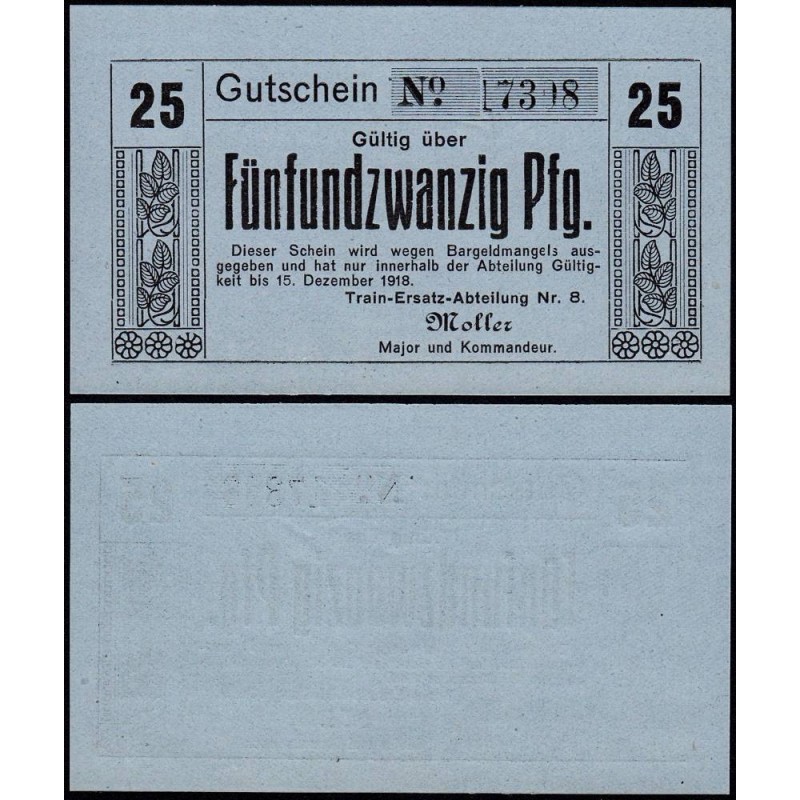 25 Gutschein No. 17308 25
Gültig über
Fünfundzwanzig Pfg.
Dieser Schein wird wegen Bargeldmangels aus-
gegeben und hat nur innerhalb der Abteilung Gültig-
keit bis 15. Dezember 1918.
Train-Ersatz-Abteilung Nr. 8.
Moller
Major und Kommandeur.